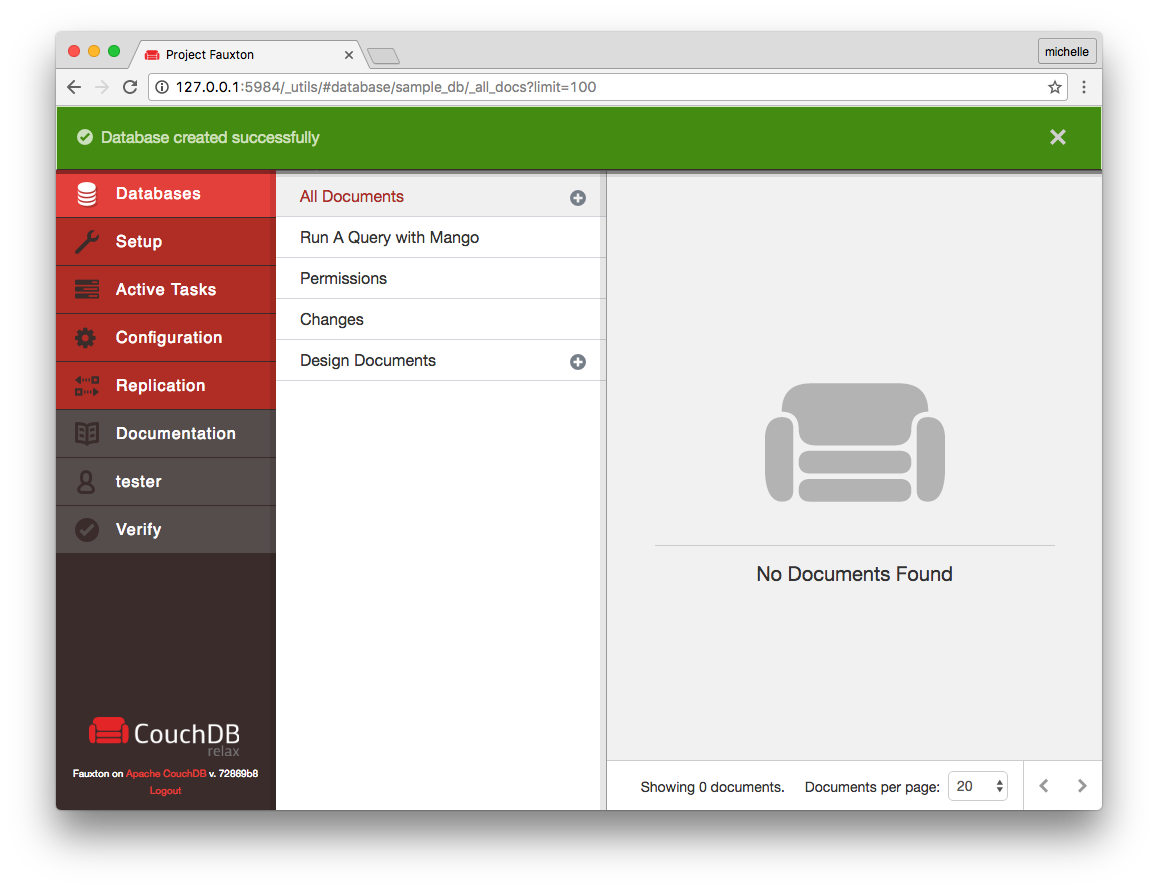 Project Fauxton
michelle
127.0.0.1:5984/_utils/#database/sample_db/_all_docs?limit=100
Database created successfully
Databases
Setup
Active Tasks
Configuration
Replication
Documentation
tester
Verify
CouchDB
relax
Fauxton on Apache CouchDB v. 72869b8
Logout
All Documents
Run A Query with Mango
Permissions
Changes
Design Documents
No Documents Found
Showing 0 documents. Documents per page: 20